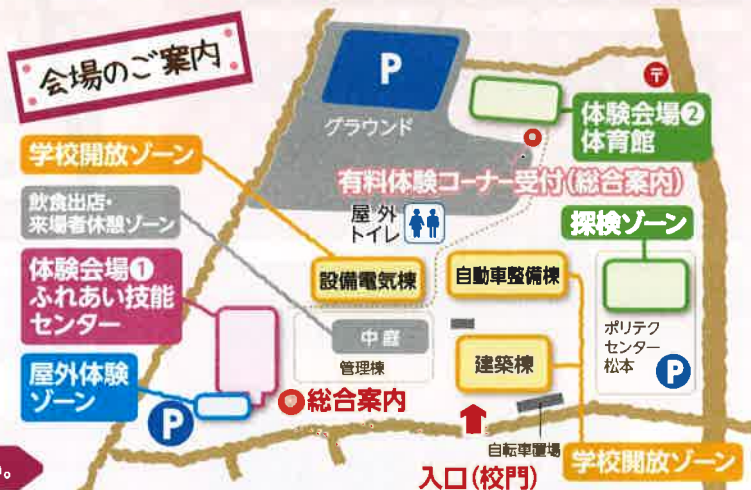 会場のご案内
P
グラウンド
〒
体験会場❷
体育館
学校開放ゾーン
有料体験コーナー受付(総合案内)
飲食出店・
来場者休憩ゾーン
屋外
トイレ
探検ゾーン
体験会場❶
ふれあい技能
センター
設備電気棟
自動車整備棟
中庭
管理棟
建築棟
ポリテク
センター
松本
P
屋外体験
ゾーン
P
総合案内
自転車置場
入口(校門)
学校開放ゾーン
。